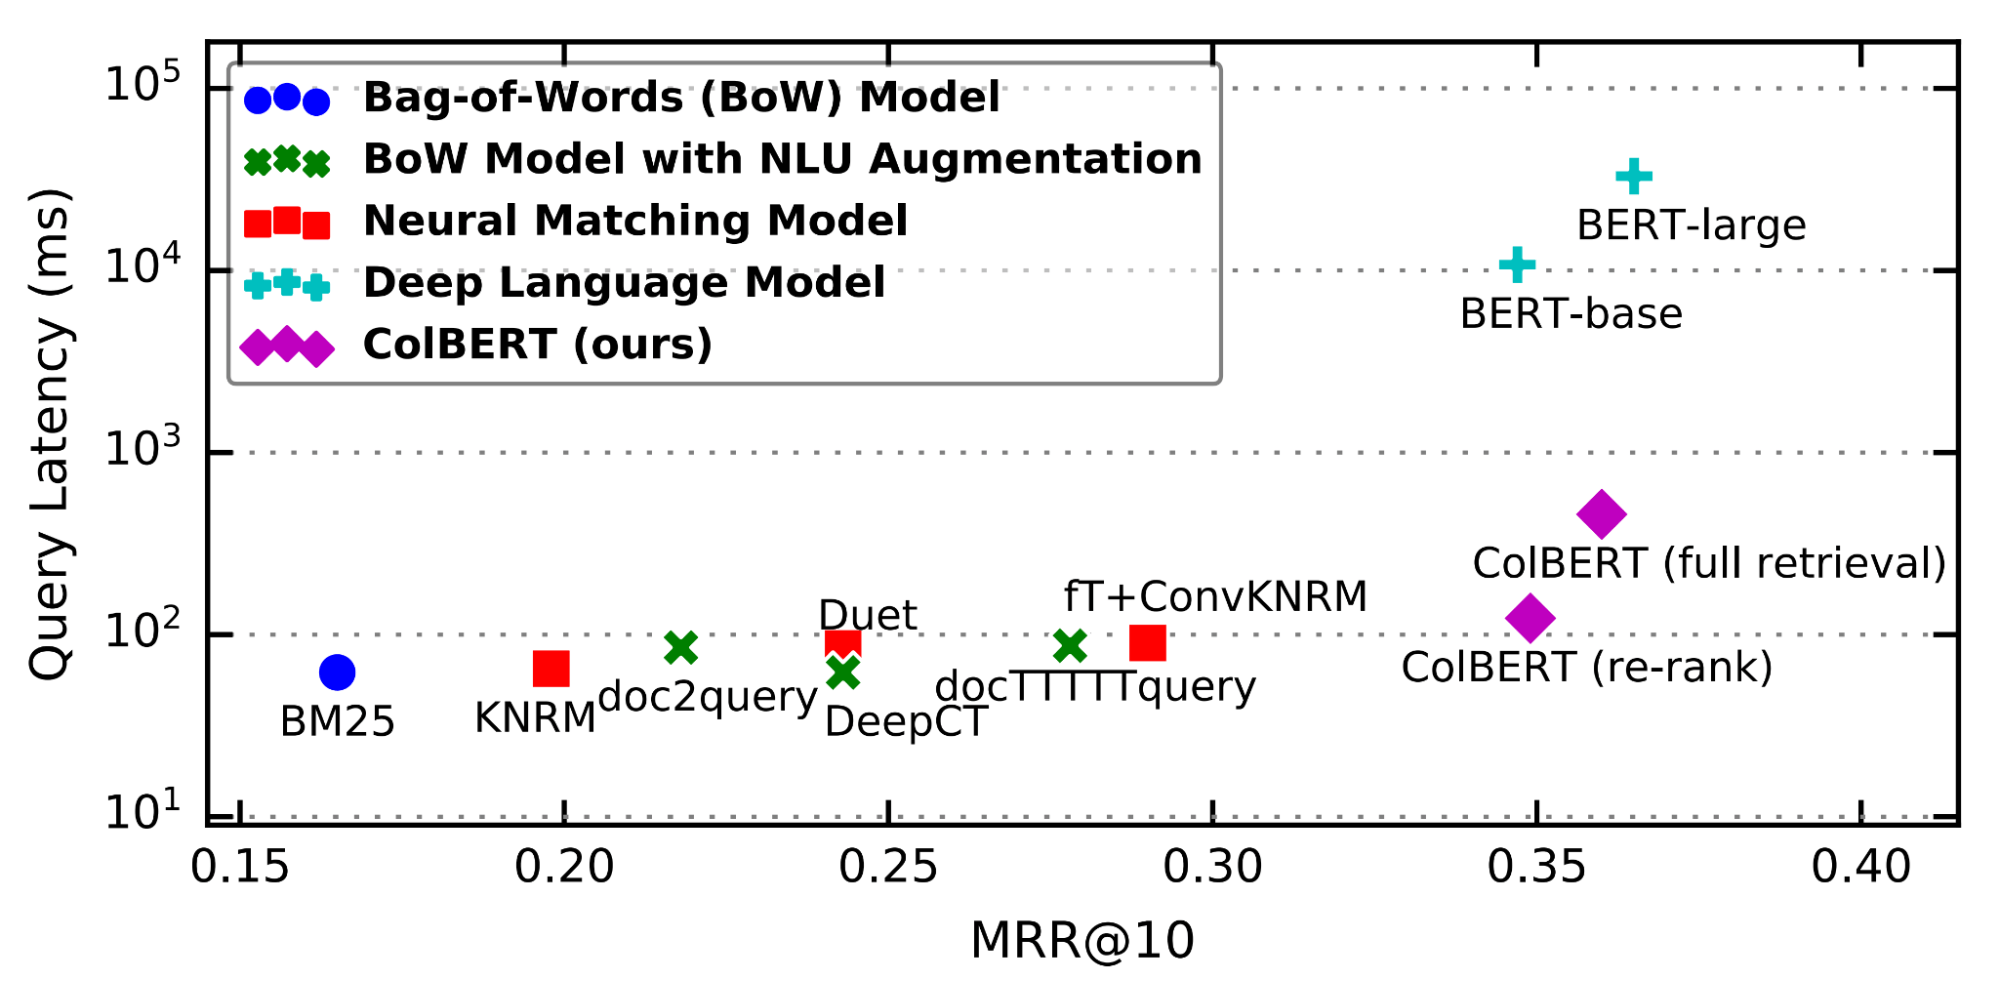 Query Latency (ms)
10^5
10^4
10^3
10^2
10^1
Bag-of-Words (BoW) Model
BoW Model with NLU Augmentation
Neural Matching Model
Deep Language Model
ColBERT (ours)
BERT-large
BERT-base
ColBERT (full retrieval)
fT+ConvKNRM
Duet
ColBERT (re-rank)
docTTTTTquery
doc2query
KNRM
BM25
DeepCT
0.15 0.20 0.25 0.30 0.35 0.40
MRR@10